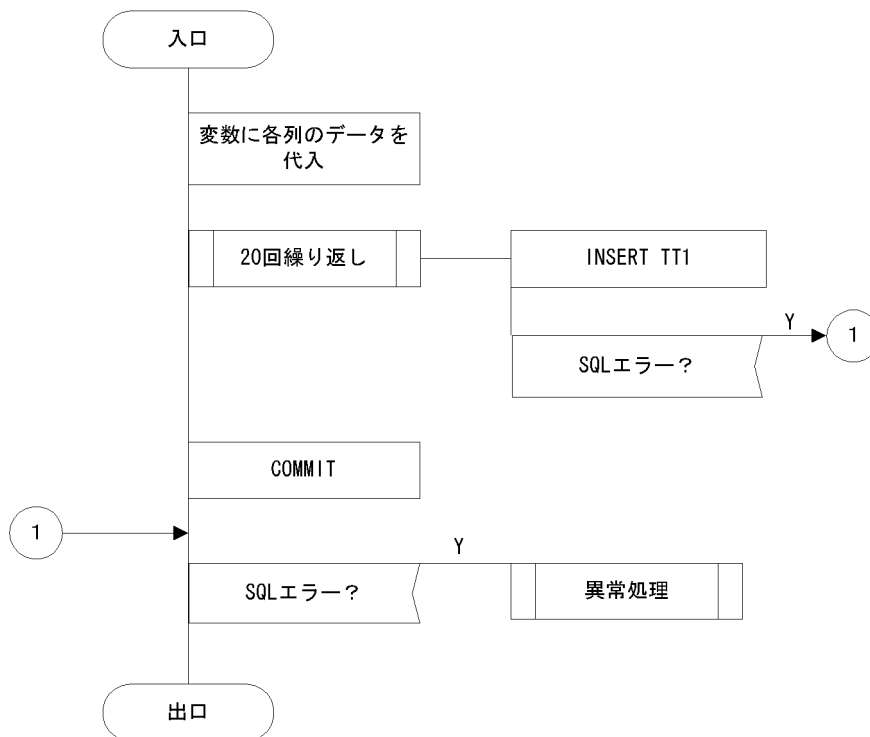 入口
変数に各列のデータを
代入
20回繰り返し
INSERT TT1
Y
1
SQLエラー？
COMMIT
1
Y
SQLエラー？
異常処理
出口